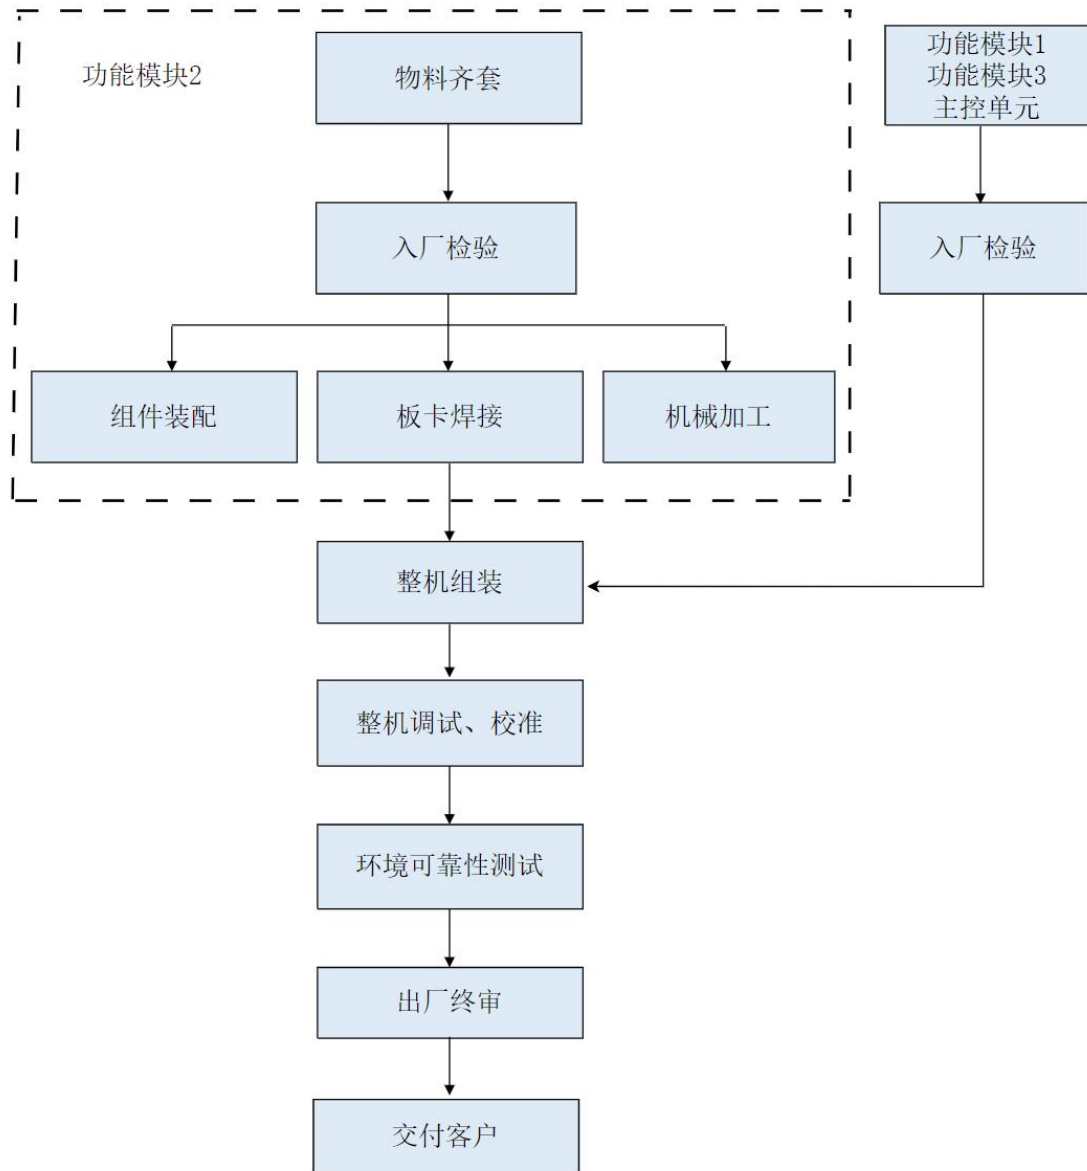 功能模块2
物料齐套
功能模块1
功能模块3
主控单元
入厂检验
入厂检验
组件装配
板卡焊接
机械加工
整机组装
整机调试、校准
环境可靠性测试
出厂终审
交付客户